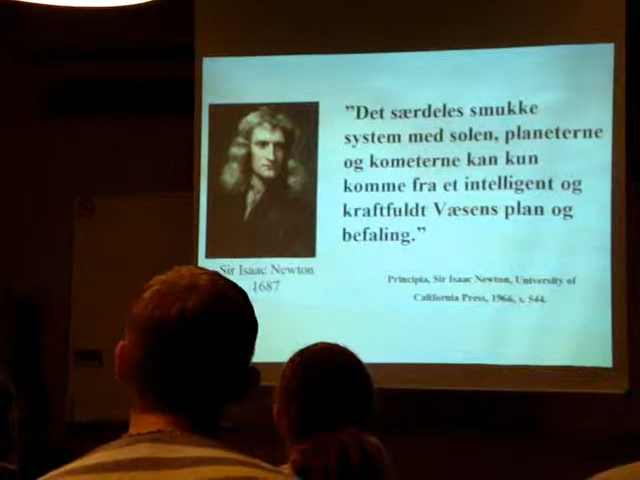 ”Det særdeles smukke
system med solen, planeterne
og kometerne kan kun
komme fra et intelligent og
kraftfuldt Væsens plan og
befaling.”
Sir Isaac Newton
1687
Principia, Sir Isaac Newton, University of
California Press, 1966, s. 544.